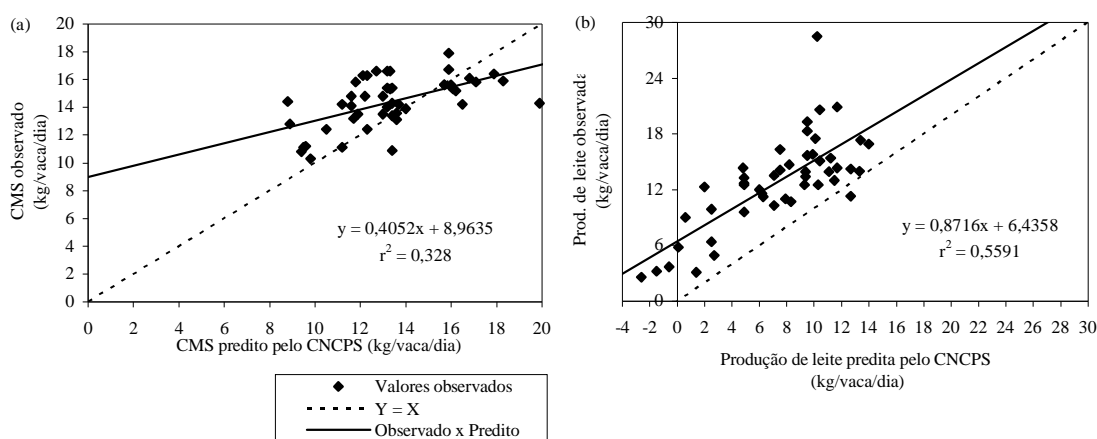 (a)
20
18
16
14
12
10
8
6
4
2
0
CMS observado
(kg/vaca/dia)
y = 0,4052x + 8,9635
r² = 0,328
0 2 4 6 8 10 12 14 16 18 20
CMS predito pelo CNCPS (kg/vaca/dia)
(b)
30
24
18
12
6
0
Prod. de leite observada
(kg/vaca/dia)
y = 0,8716x + 6,4358
r² = 0,5591
-4 -2 0 2 4 6 8 10 12 14 16 18 20 22 24 26 28 30
Produção de leite predita pelo CNCPS
(kg/vaca/dia)
Valores observados
Y = X
Observado x Predito